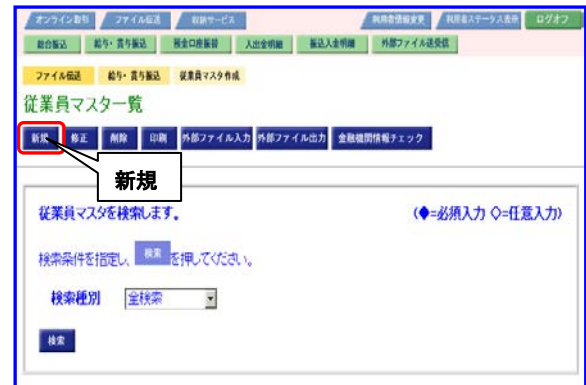 オンライン取引 ファイル伝送 収納サービス 利用者情報変更 利用者ステータス表示 ログオフ
総合振込 給与・賞与振込 預金口座振替 入出金明細 振込入金明細 外部ファイル送受信
ファイル伝送 給与・賞与振込 従業員マスタ作成
従業員マスタ一覧
新規 修正 削除 印刷 外部ファイル入力 外部ファイル出力 金融機関情報チェック
新規
従業員マスタを検索します。 (◆=必須入力 ◇=任意入力)
検索条件を指定し、 検索 を押してください。
検索種別 全検索
検索